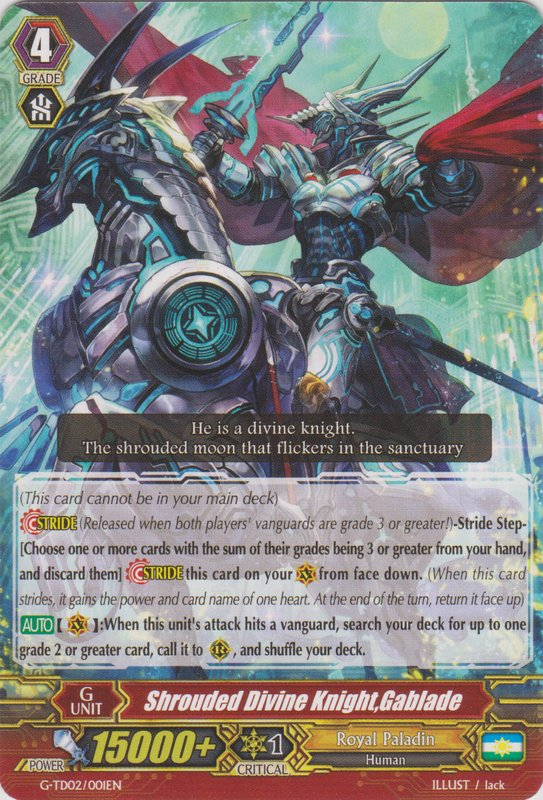 4
GRADE
He is a divine knight.
The shrouded moon that flickers in the sanctuary
(This card cannot be in your main deck)
STRIDE (Released when both players' vanguards are grade 3 or greater!)-Stride Step-
[Choose one or more cards with the sum of their grades being 3 or greater from your hand,
and discard them] STRIDE this card on your V from face down. (When this card
strides, it gains the power and card name of one heart. At the end of the turn, return it face up)
AUTO【 V 】:When this unit's attack hits a vanguard, search your deck for up to one
grade 2 or greater card, call it to R , and shuffle your deck.
G
UNIT
Shrouded Divine Knight,Gablade
POWER
15000+
1
CRITICAL
Royal Paladin
Human
G-TD02/001EN
ILLUST / lack